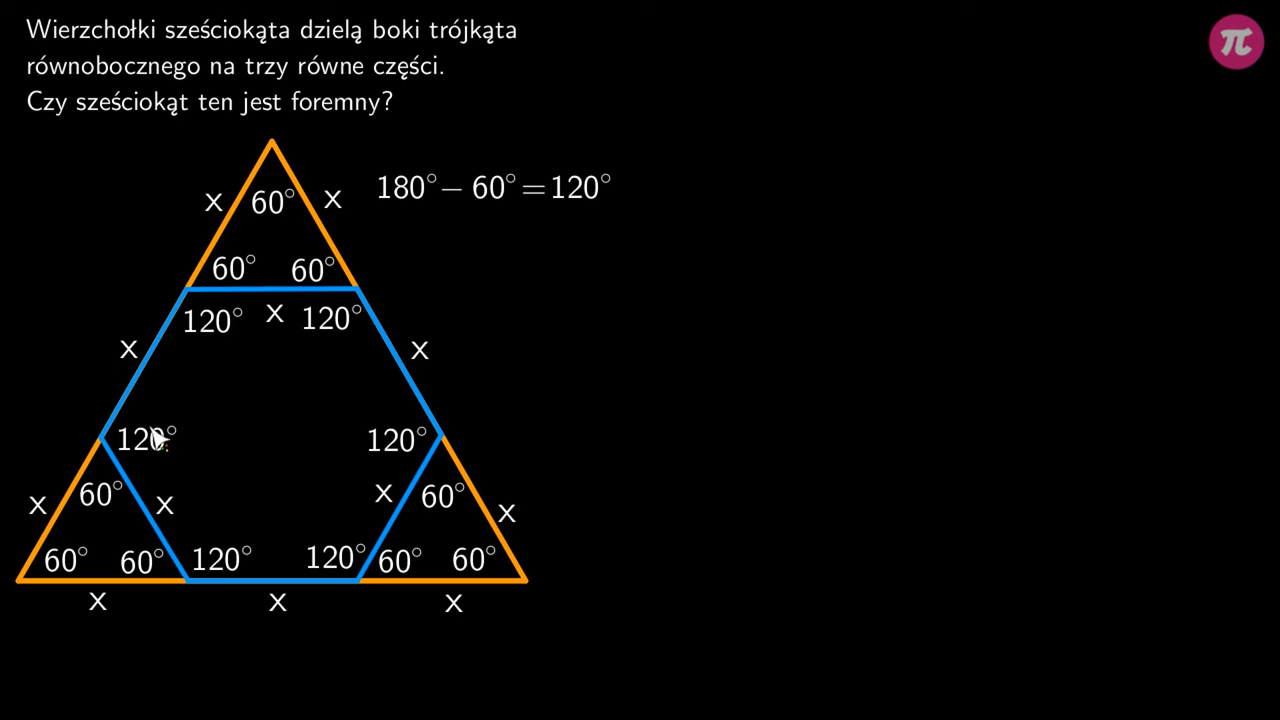 Wierzchołki sześciokąta dzielą boki trójkąta
równobocznego na trzy równe części.
Czy sześciokąt ten jest foremny?
π
180° – 60° = 120°
x 60° x
60° 60°
120° x 120°
x x
120° 120°
x 60° x x 60° x
60° 60° 120° 120° 60° 60°
x x x